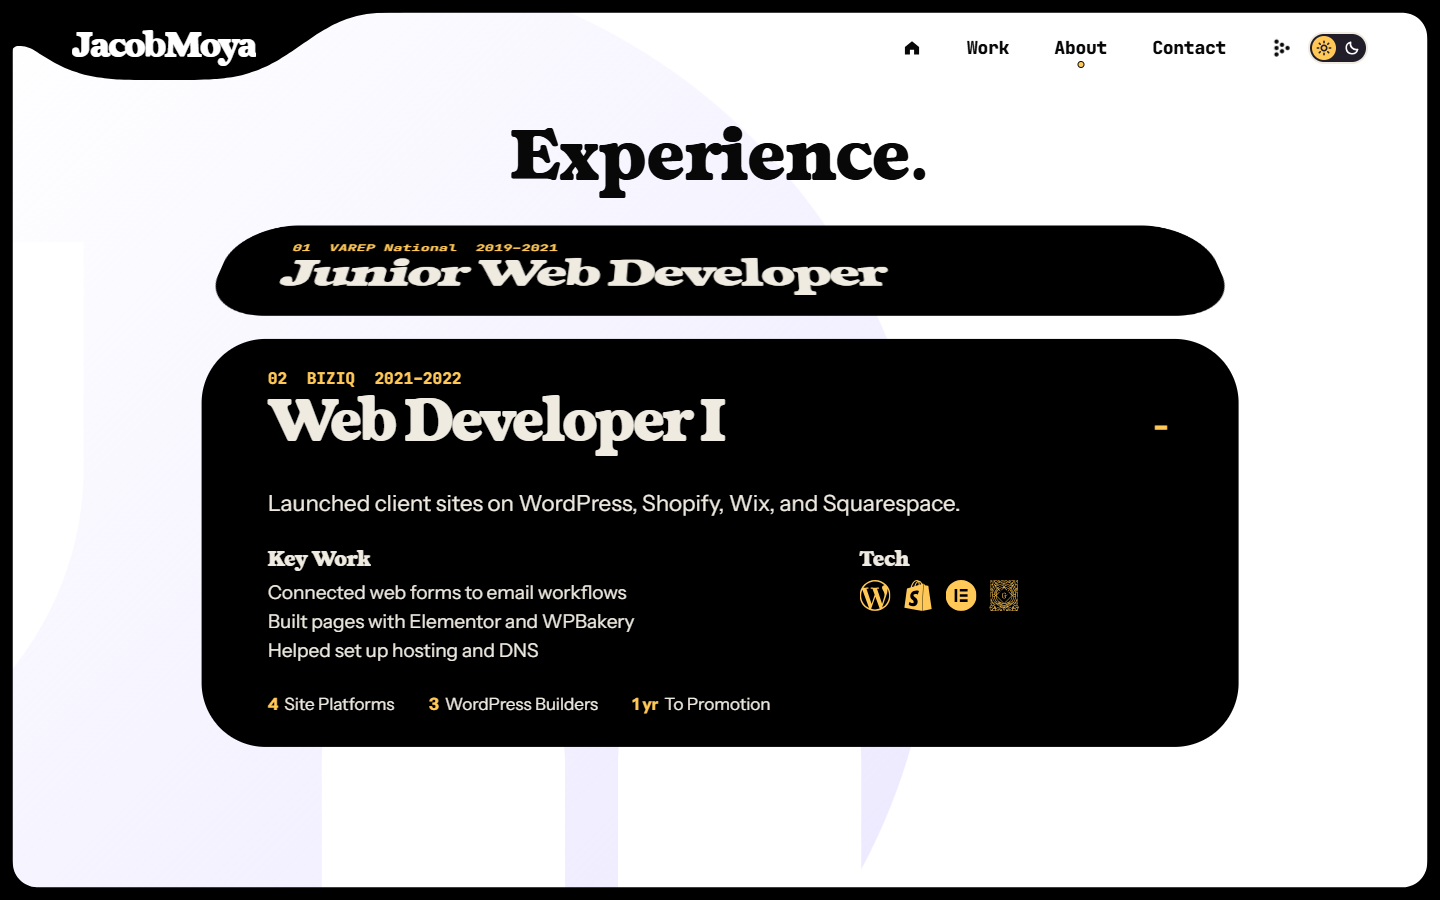 JacobMoya
Work
About
Contact
Experience.
01 VAREP National 2019–2021
Junior Web Developer
02 BIZIQ 2021–2022
Web Developer I
-
Launched client sites on WordPress, Shopify, Wix, and Squarespace.
Key Work
Connected web forms to email workflows
Built pages with Elementor and WPBakery
Helped set up hosting and DNS
Tech
4 Site Platforms
3 WordPress Builders
1 yr To Promotion